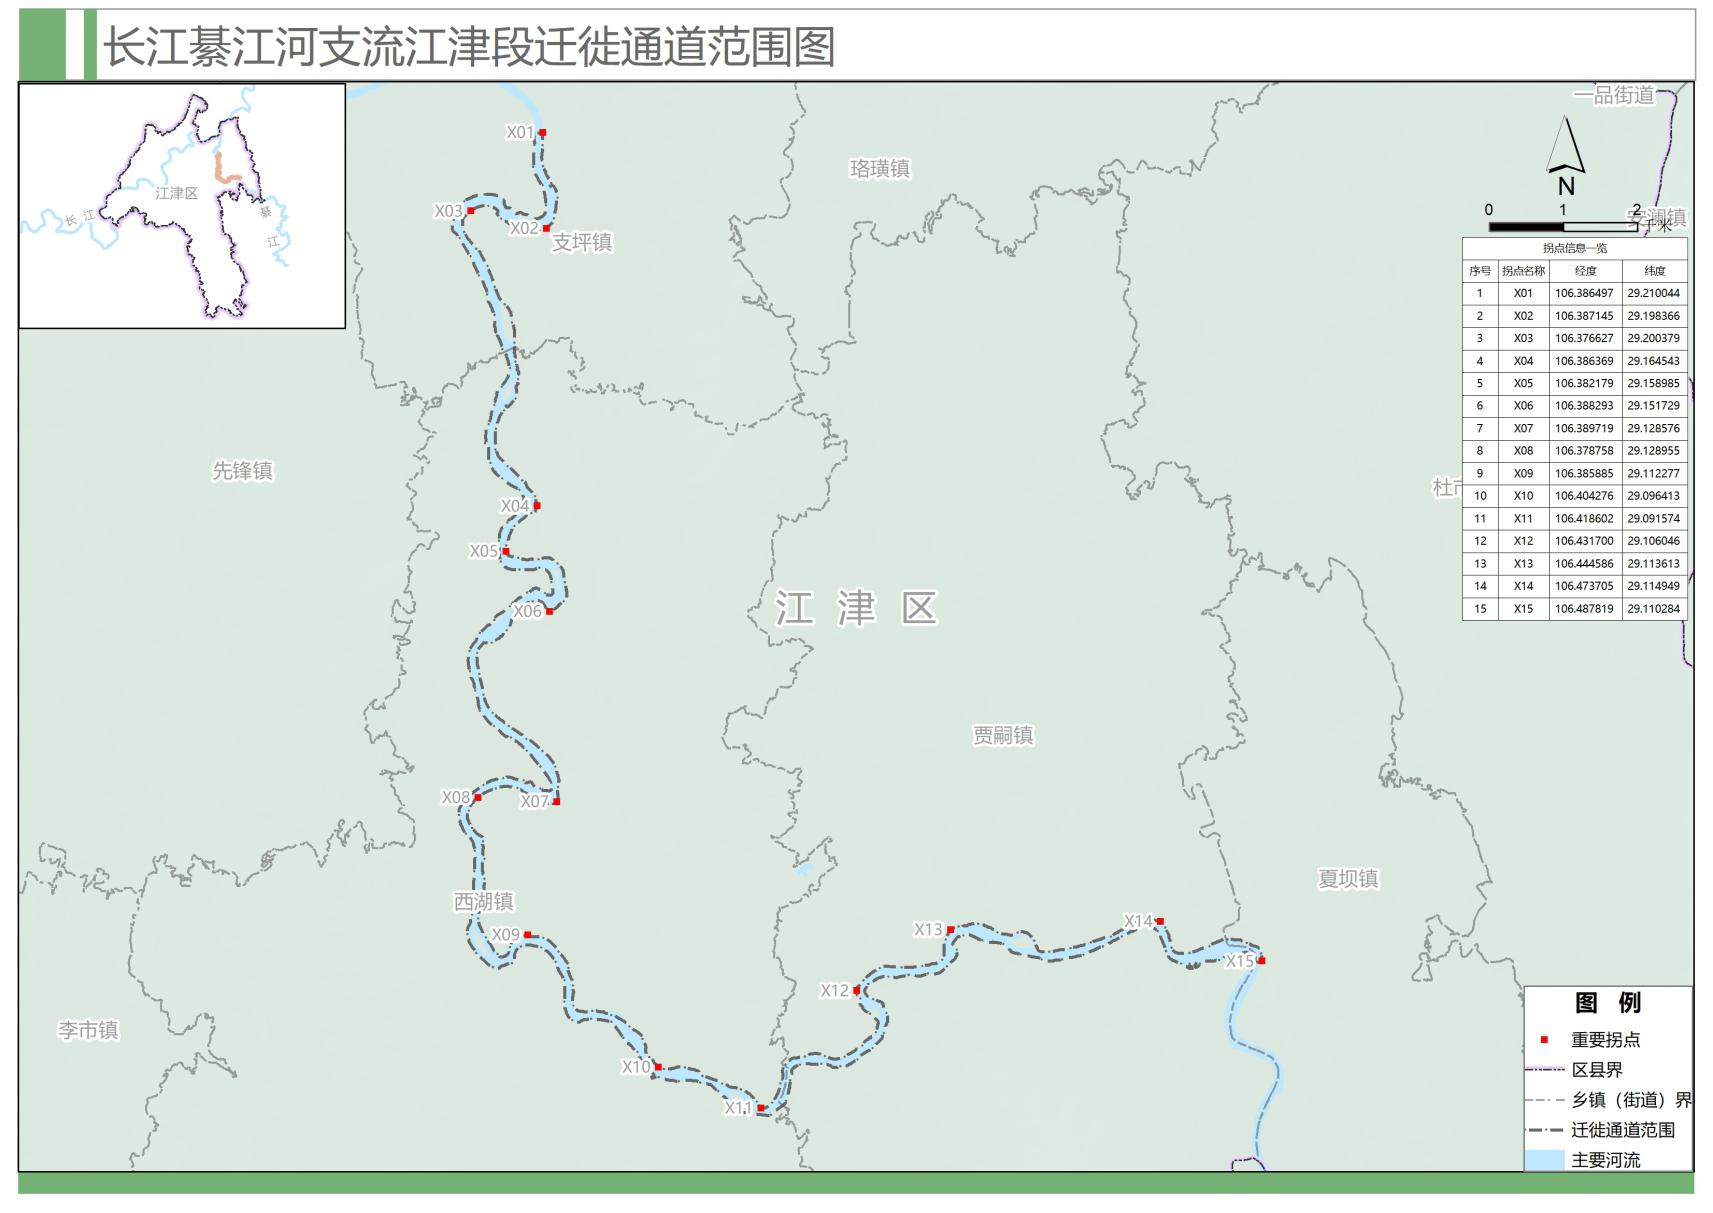 长江綦江河支流江津段迁徙通道范围图
江津区
长江
綦江
一品街道
珞璜镇
N
0 1 2
千米
安澜镇
X01
X03
X02
支坪镇
拐点信息一览
序号 拐点名称 经度 纬度
1 X01 106.386497 29.210044
2 X02 106.387145 29.198366
3 X03 106.376627 29.200379
4 X04 106.386369 29.164543
5 X05 106.382179 29.158985
6 X06 106.388293 29.151729
7 X07 106.389719 29.128576
8 X08 106.378758 29.128955
9 X09 106.385885 29.112277
10 X10 106.404276 29.096413
11 X11 106.418602 29.091574
12 X12 106.431700 29.106046
13 X13 106.444586 29.113613
14 X14 106.473705 29.114949
15 X15 106.487819 29.110284
先锋镇
杜市
X04
X05
X06
江津区
贾嗣镇
X08
X07
夏坝镇
西湖镇
X09
X13
X14
X15
X12
李市镇
X10
X11
图 例
重要拐点
区县界
乡镇（街道）界
迁徙通道范围
主要河流